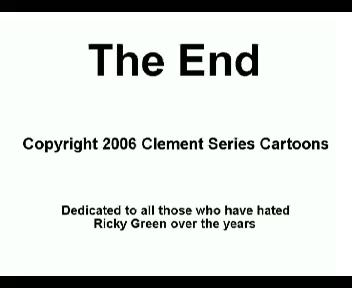 The End
Copyright 2006 Clement Series Cartoons
Dedicated to all those who have hated
Ricky Green over the years